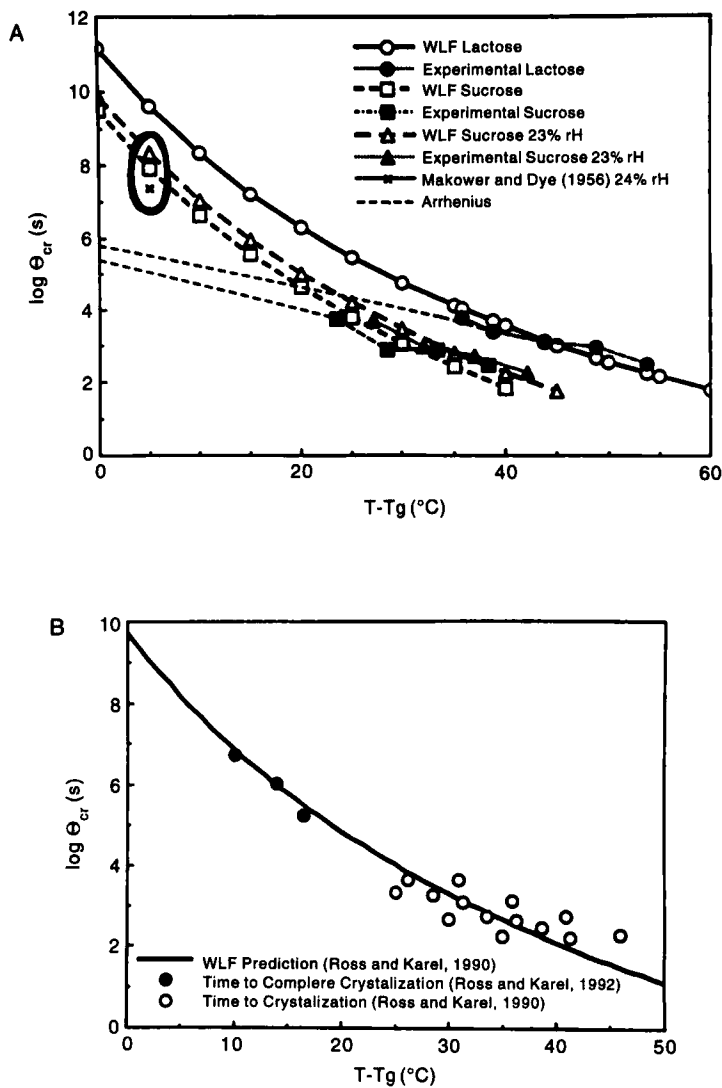 A
12
10
8
6
4
2
0
log Θcr (s)
WLF Lactose
Experimental Lactose
WLF Sucrose
Experimental Sucrose
WLF Sucrose 23% rH
Experimental Sucrose 23% rH
Makower and Dye (1956) 24% rH
Arrhenius
0 20 40 60
T-Tg (°C)
B
10
8
6
4
2
0
log Θcr (s)
WLF Prediction (Ross and Karel, 1990)
Time to Complere Crystalization (Ross and Karel, 1992)
Time to Crystalization (Ross and Karel, 1990)
0 10 20 30 40 50
T-Tg (°C)